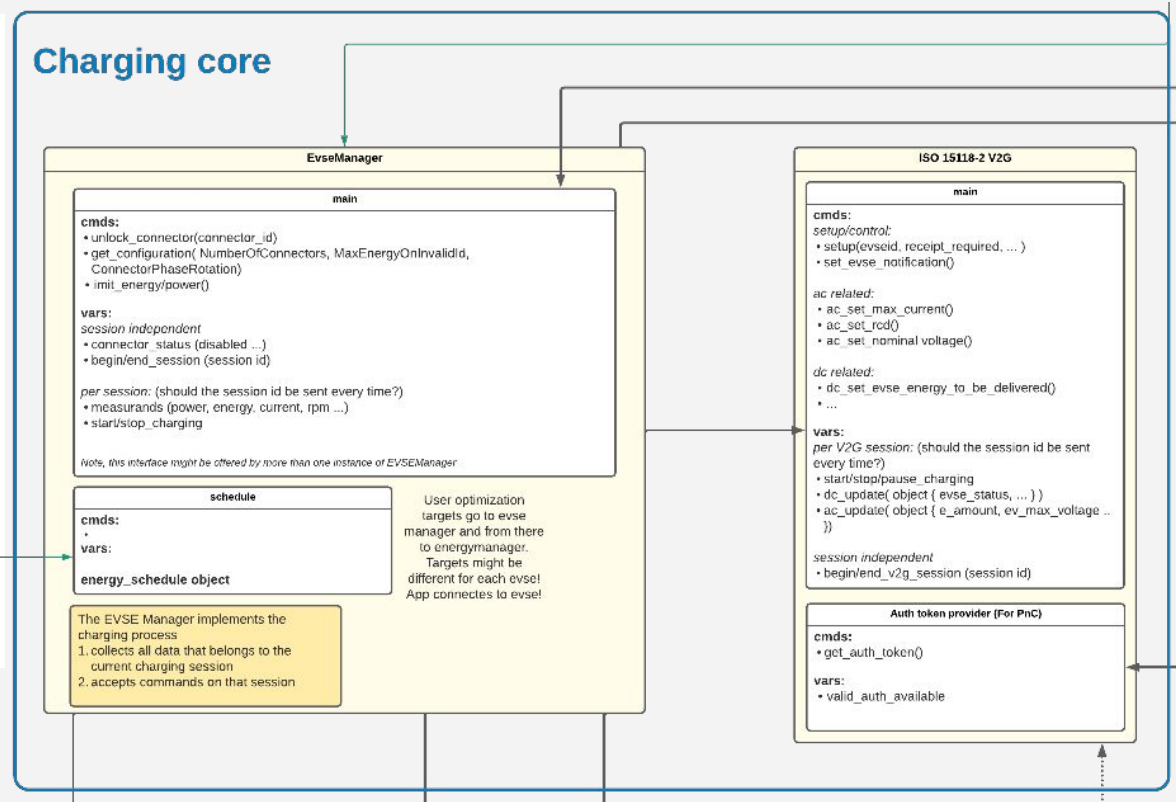 Charging core
EvseManager
main
cmds:
• unlock_connector(connector_id)
• get_configuration( NumberOfConnectors, MaxEnergyOnInvalidId,
ConnectorPhaseRotation)
• imit_energy/power()
vars:
session independent
• connector_status (disabled ...)
• begin/end_session (session id)
per session: (should the session id be sent every time?)
• measurands (power, energy, current, rpm ...)
• start/stop_charging
Note, this interface might be offered by more than one instance of EVSEManager
schedule
cmds:
•
vars:
energy_schedule object
User optimization
targets go to evse
manager and from there
to energymanager.
Targets might be
different for each evse!
App connectes to evse!
The EVSE Manager implements the
charging process
1. collects all data that belongs to the
current charging session
2. accepts commands on that session
ISO 15118-2 V2G
main
cmds:
setup/control:
• setup(evseid, receipt_required, ... )
• set_evse_notification()
ac related:
• ac_set_max_current()
• ac_set_rcd()
• ac_set_nominal voltage()
dc related:
• dc_set_evse_energy_to_be_delivered()
• ...
vars:
per V2G session: (should the session id be sent
every time?)
• start/stop/pause_charging
• dc_update( object { evse_status, ... } )
• ac_update( object { e_amount, ev_max_voltage ..
})
session independent
• begin/end_v2g_session (session id)
Auth token provider (For PnC)
cmds:
• get_auth_token()
vars:
• valid_auth_available